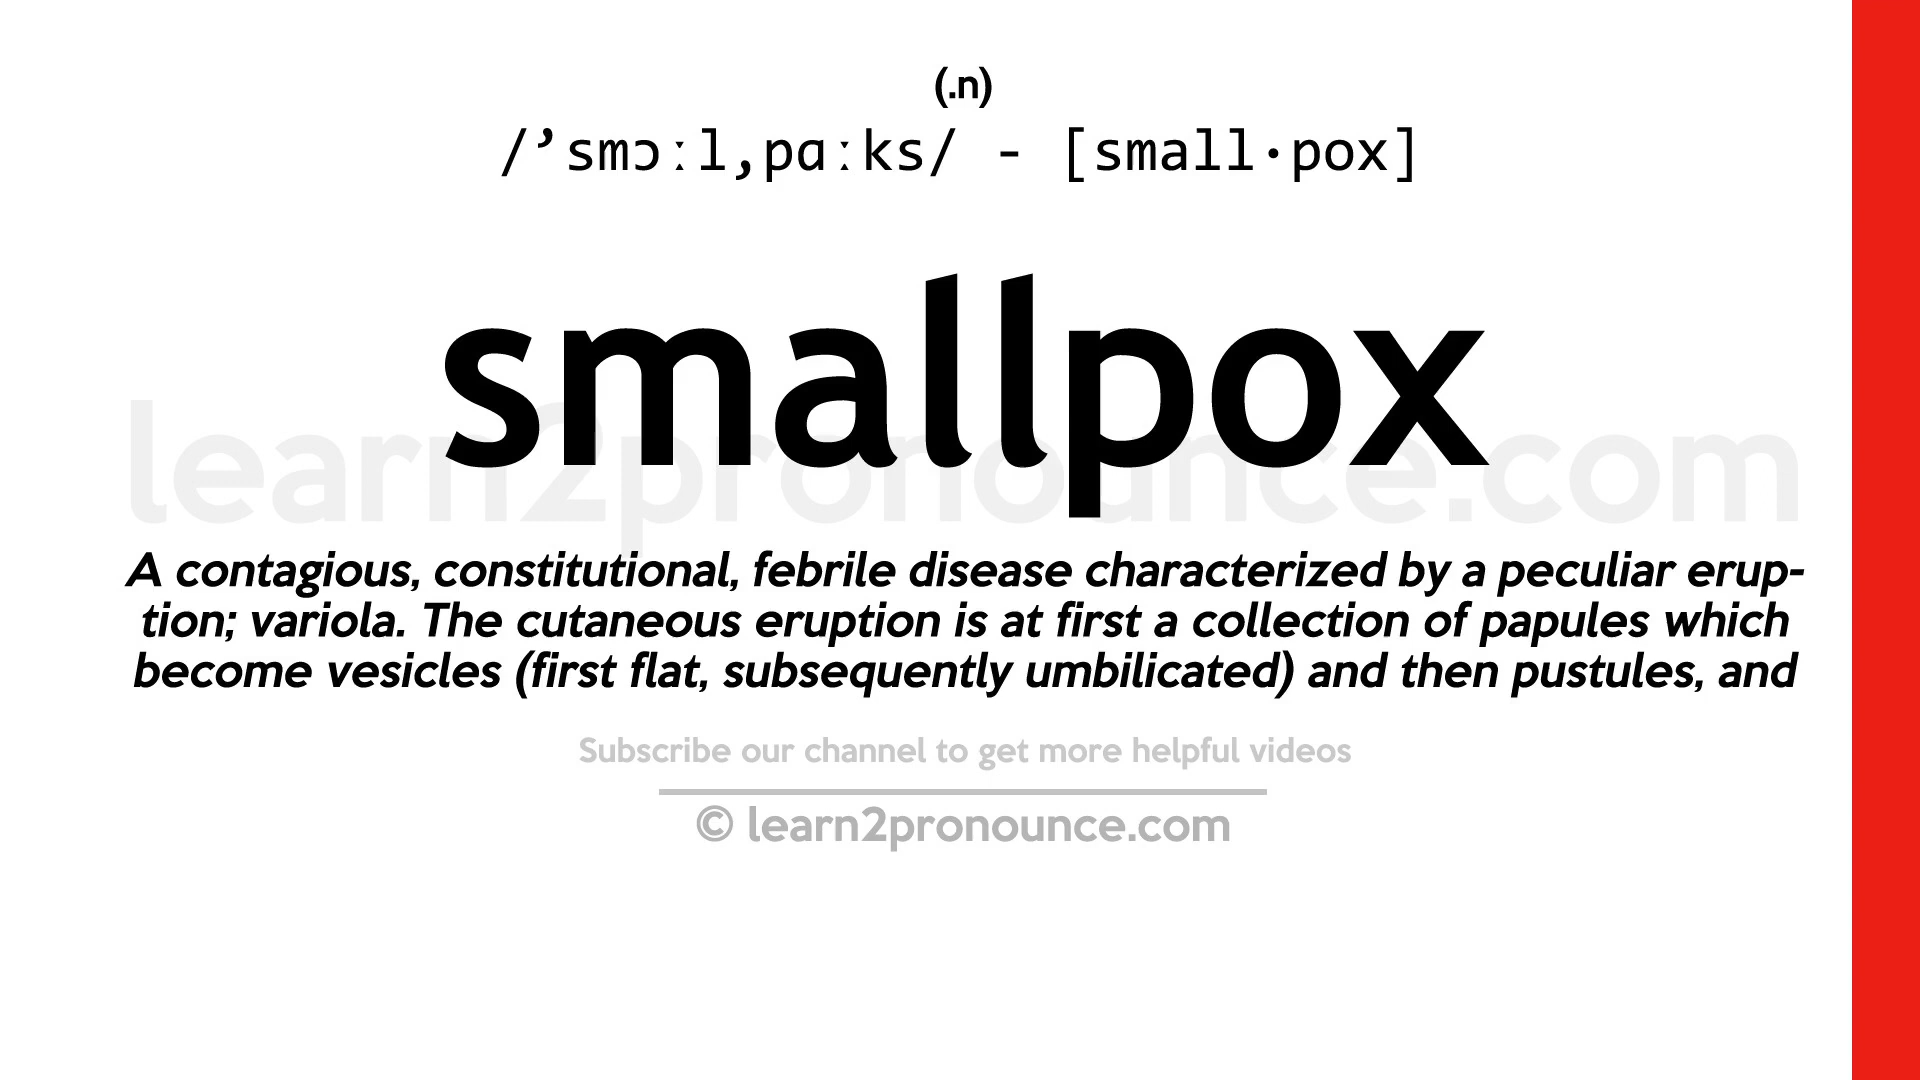 (.n)
/’smɔːl,pɑːks/ - [small·pox]
smallpox
learn2pronounce.com
A contagious, constitutional, febrile disease characterized by a peculiar erup-
tion; variola. The cutaneous eruption is at first a collection of papules which
become vesicles (first flat, subsequently umbilicated) and then pustules, and
Subscribe our channel to get more helpful videos
© learn2pronounce.com